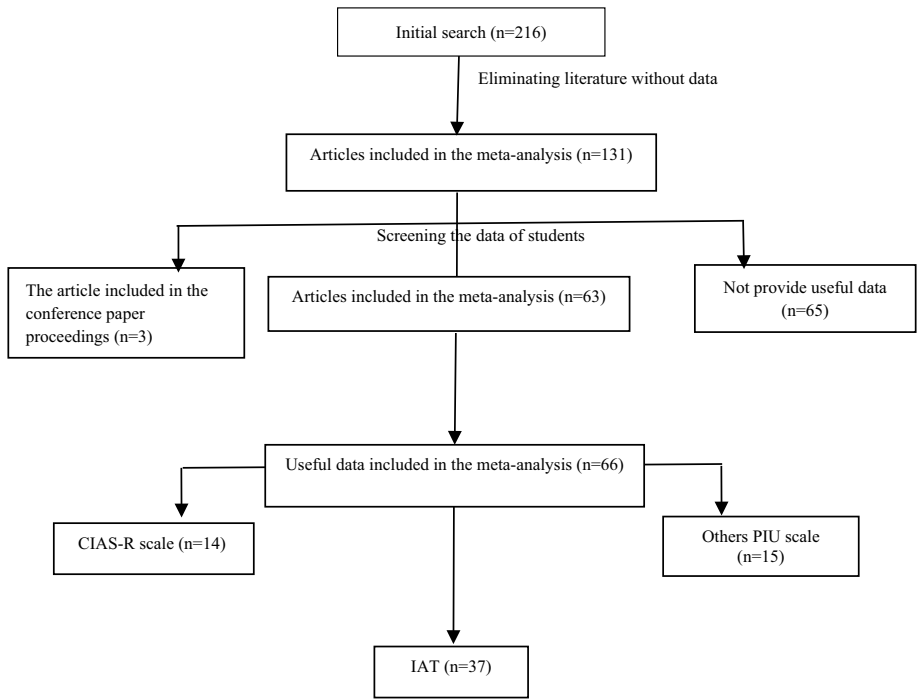 Initial search (n=216)
Eliminating literature without data
Articles included in the meta-analysis (n=131)
Screening the data of students
The article included in the
conference paper
proceedings (n=3)
Articles included in the meta-analysis (n=63)
Not provide useful data
(n=65)
Useful data included in the meta-analysis (n=66)
CIAS-R scale (n=14)
Others PIU scale
(n=15)
IAT (n=37)